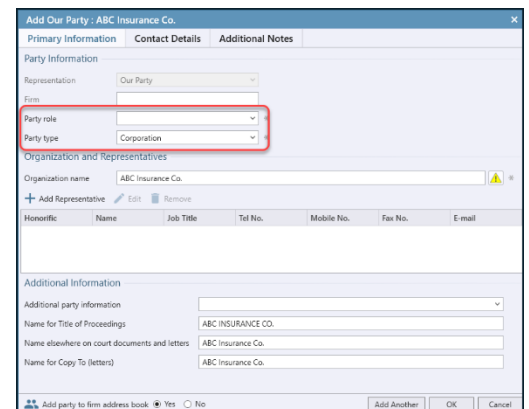 Add Our Party : ABC Insurance Co.
Primary Information Contact Details Additional Notes
Party Information
Representation Our Party
Firm
Party role
Party type Corporation
Organization and Representatives
Organization name ABC Insurance Co.
Add Representative Edit Remove
Honorific Name Job Title Tel No. Mobile No. Fax No. E-mail
Additional Information
Additional party information
Name for Title of Proceedings ABC INSURANCE CO.
Name elsewhere on court documents and letters ABC Insurance Co.
Name for Copy To (letters) ABC Insurance Co.
Add party to firm address book Yes No Add Another OK Cancel